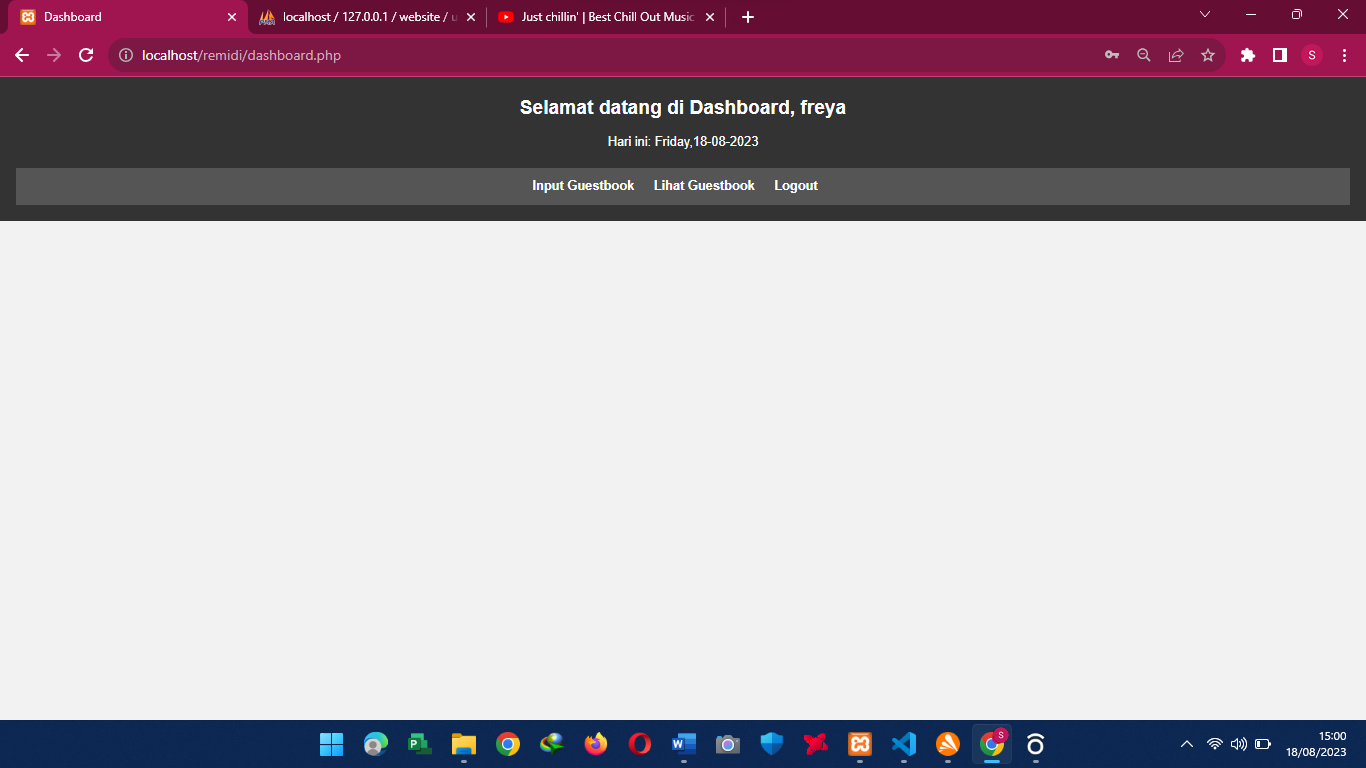 Dashboard
localhost / 127.0.0.1 / website / u
Just chillin' | Best Chill Out Music
localhost/remidi/dashboard.php
S
Selamat datang di Dashboard, freya
Hari ini: Friday,18-08-2023
Input Guestbook Lihat Guestbook Logout
S
15:00
18/08/2023